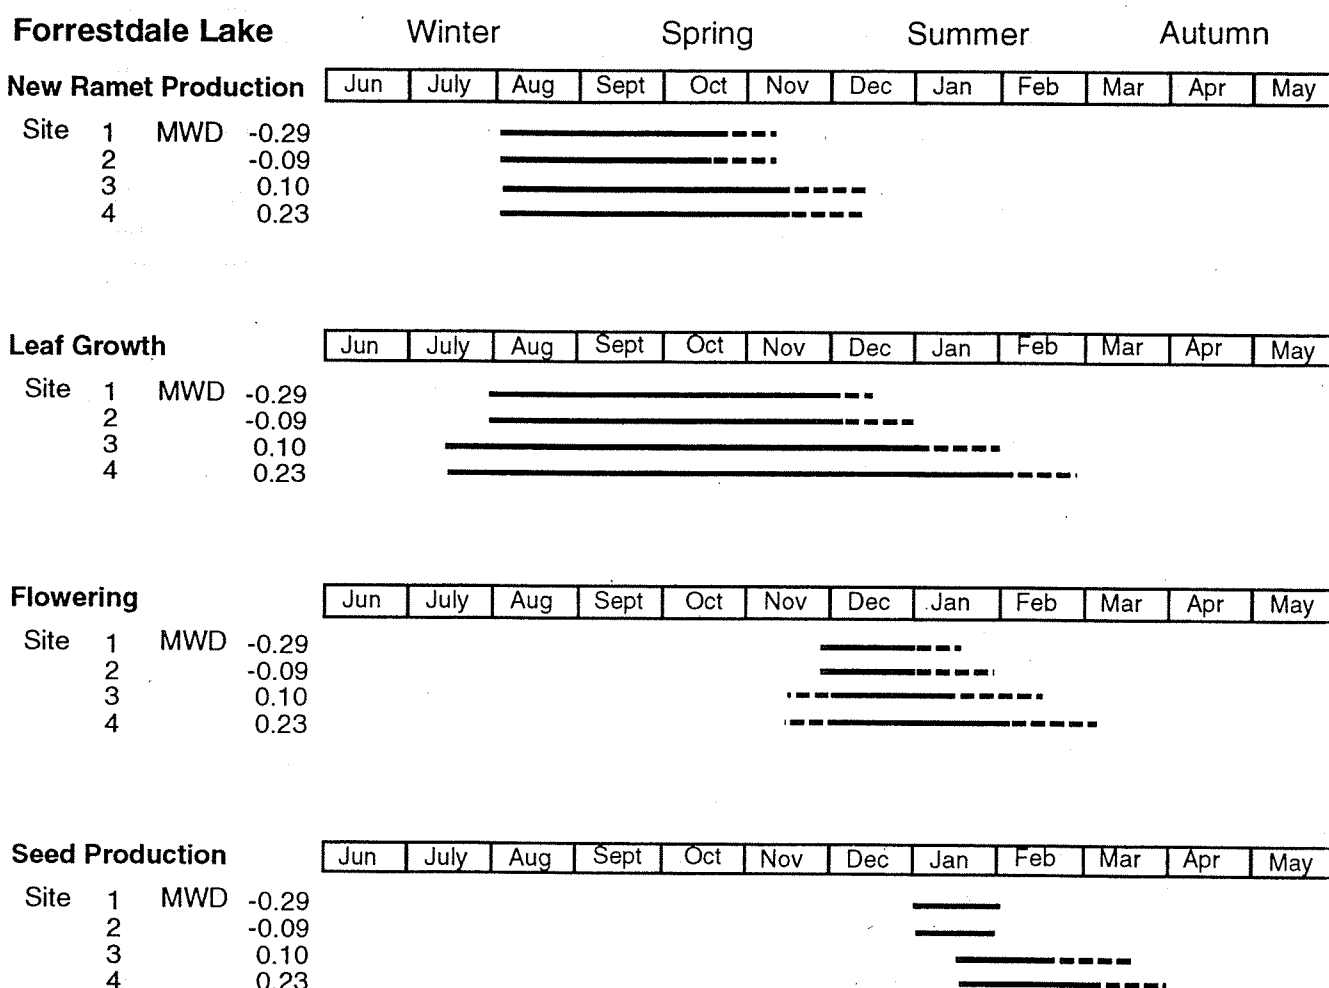 Forrestdale Lake Winter Spring Summer Autumn
New Ramet Production Jun July Aug Sept Oct Nov Dec Jan Feb Mar Apr May
Site 1 MWD -0.29
2 -0.09
3 0.10
4 0.23
Leaf Growth Jun July Aug Sept Oct Nov Dec Jan Feb Mar Apr May
Site 1 MWD -0.29
2 -0.09
3 0.10
4 0.23
Flowering Jun July Aug Sept Oct Nov Dec Jan Feb Mar Apr May
Site 1 MWD -0.29
2 -0.09
3 0.10
4 0.23
Seed Production Jun July Aug Sept Oct Nov Dec Jan Feb Mar Apr May
Site 1 MWD -0.29
2 -0.09
3 0.10
4 0.23